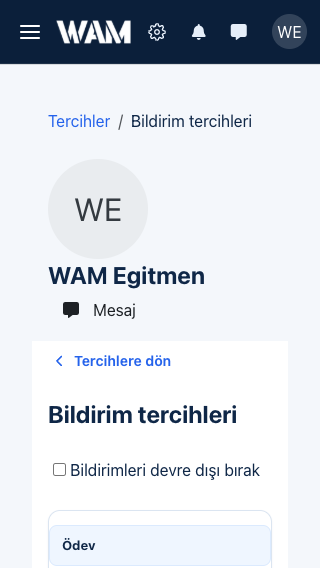 WAM
WE
Tercihler / Bildirim tercihleri
WE
WAM Egitmen
Mesaj
Tercihlere dön
Bildirim tercihleri
Bildirimleri devre dışı bırak
Ödev